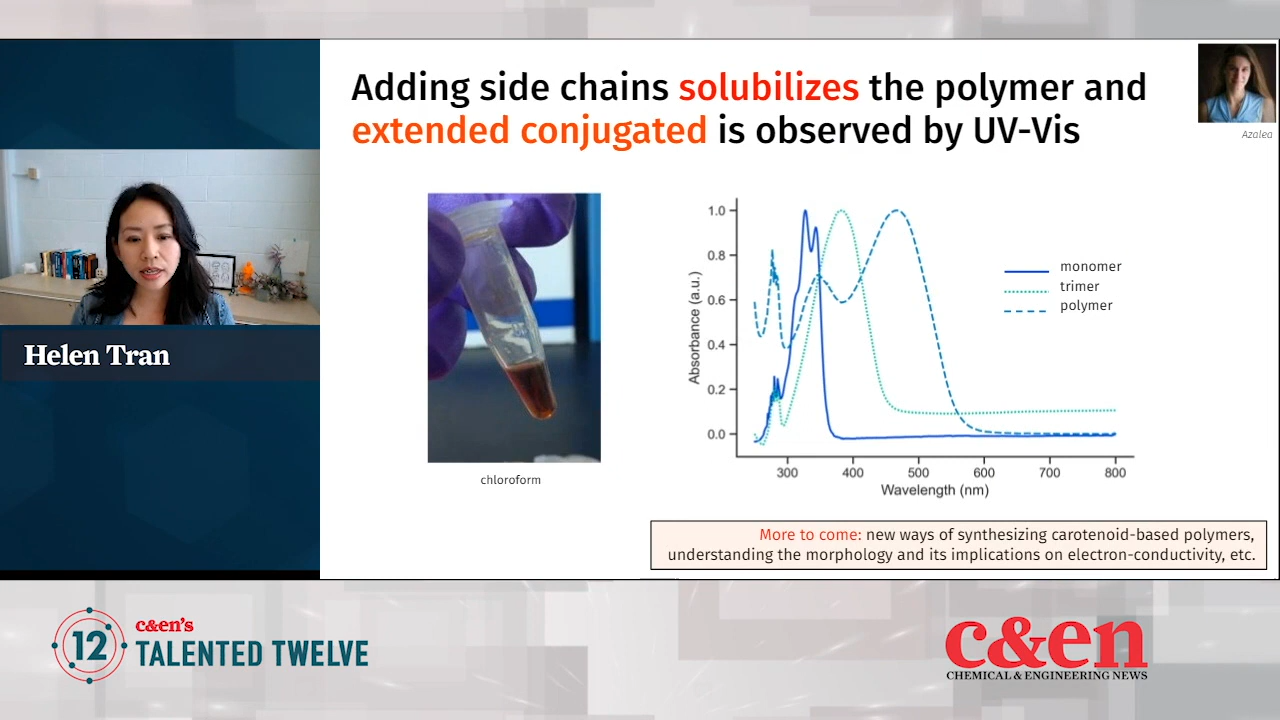 Adding side chains solubilizes the polymer and
extended conjugated is observed by UV-Vis
Azalea
Helen Tran
chloroform
Absorbance (a.u.)
1.0
0.8
0.6
0.4
0.2
0.0
300 400 500 600 700 800
Wavelength (nm)
monomer
trimer
polymer
More to come: new ways of synthesizing carotenoid-based polymers,
understanding the morphology and its implications on electron-conductivity, etc.
12
c&en's
TALENTED TWELVE
c&en
CHEMICAL & ENGINEERING NEWS